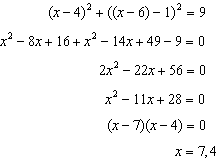 (x−4)² + ((x−6)−1)² = 9
x² − 8x + 16 + x² − 14x + 49 − 9 = 0
2x² − 22x + 56 = 0
x² − 11x + 28 = 0
(x−7)(x−4) = 0
x = 7,4